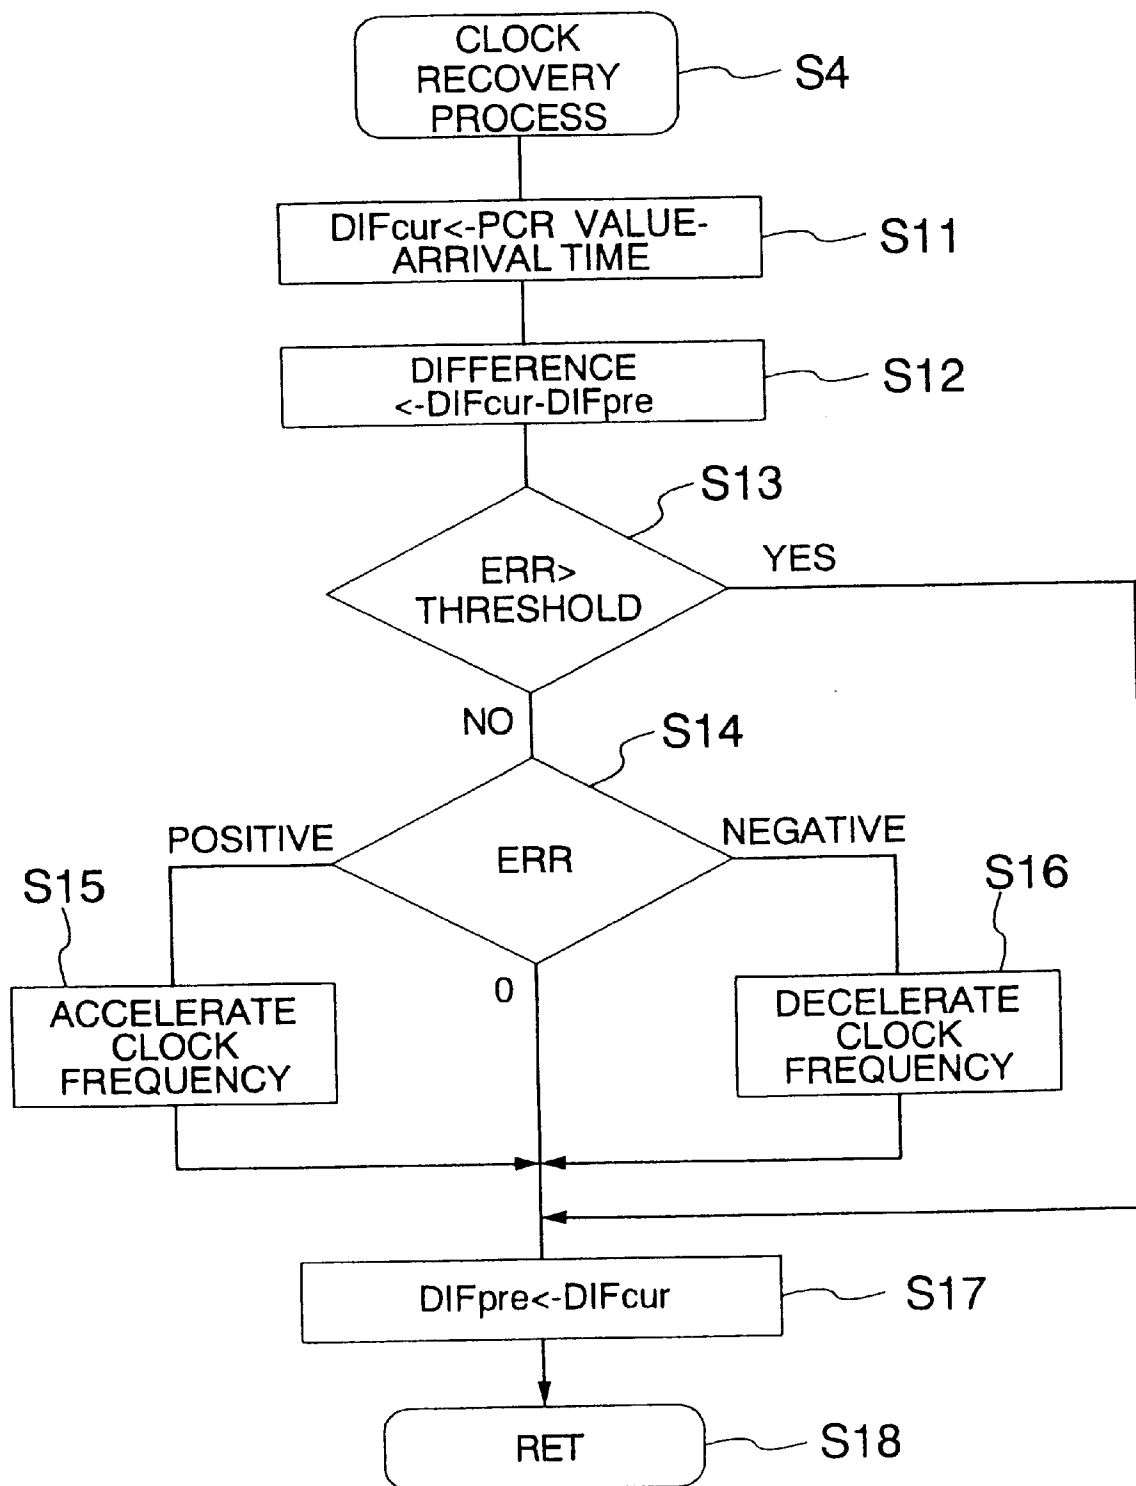 CLOCK
RECOVERY
PROCESS
S4
DIFcur<-PCR VALUE-
ARRIVAL TIME
S11
DIFFERENCE
<-DIFcur-DIFpre
S12
S13
ERR>
THRESHOLD
YES
NO
S14
POSITIVE
ERR
NEGATIVE
S15
S16
0
ACCELERATE
CLOCK
FREQUENCY
DECELERATE
CLOCK
FREQUENCY
DIFpre<-DIFcur
S17
RET
S18